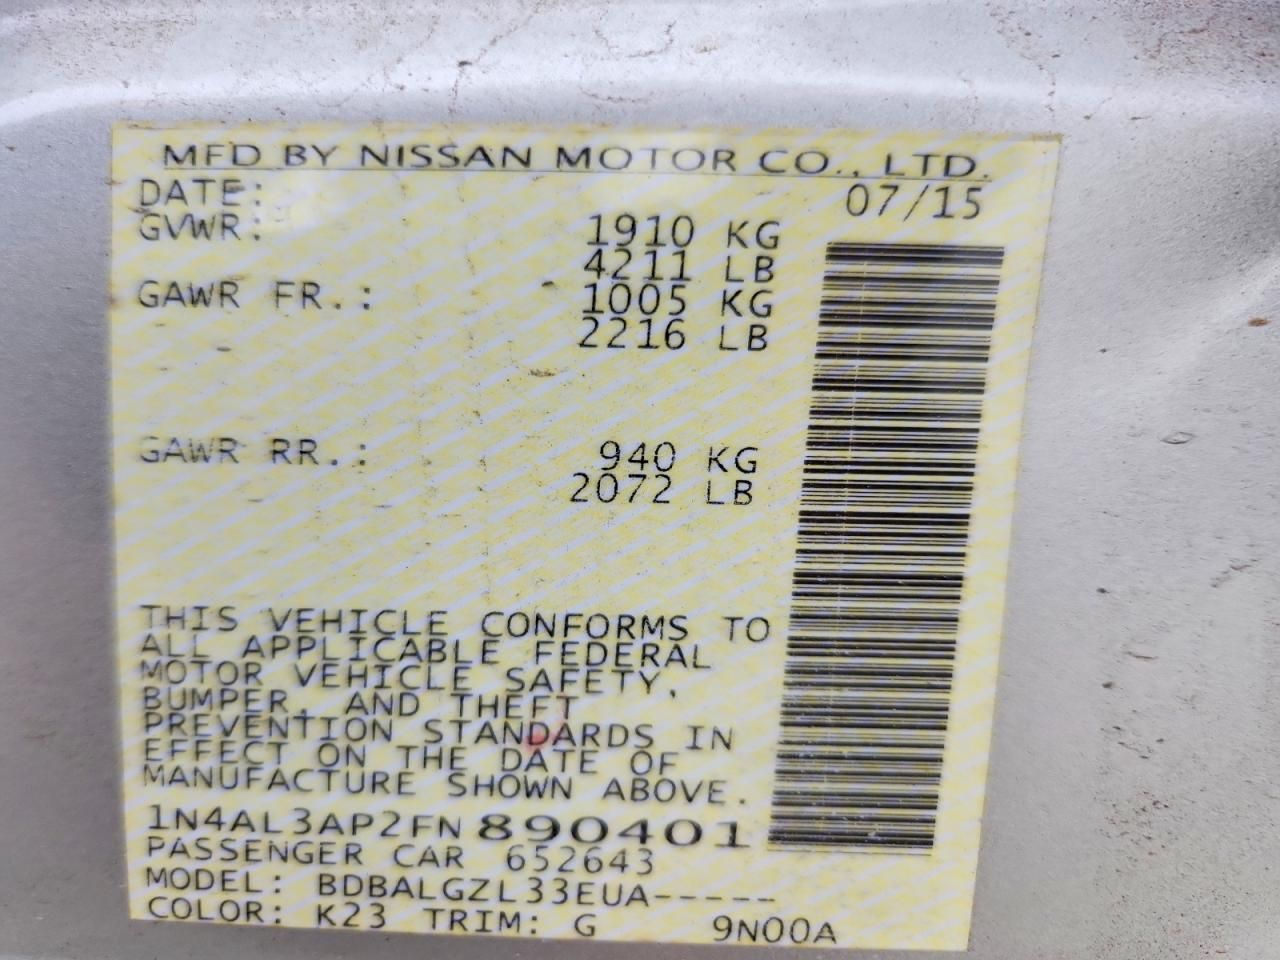 MFD BY NISSAN MOTOR CO., LTD.
DATE: 07/15
GVWR: 1910 KG
4211 LB
GAWR FR.: 1005 KG
2216 LB
GAWR RR.: 940 KG
2072 LB
THIS VEHICLE CONFORMS TO
ALL APPLICABLE FEDERAL
MOTOR VEHICLE SAFETY,
BUMPER, AND THEFT
PREVENTION STANDARDS IN
EFFECT ON THE DATE OF
MANUFACTURE SHOWN ABOVE.
1N4AL3AP2FN890401
PASSENGER CAR 652643
MODEL: BDBALGZL33EUA-----
COLOR: K23 TRIM: G 9N00A